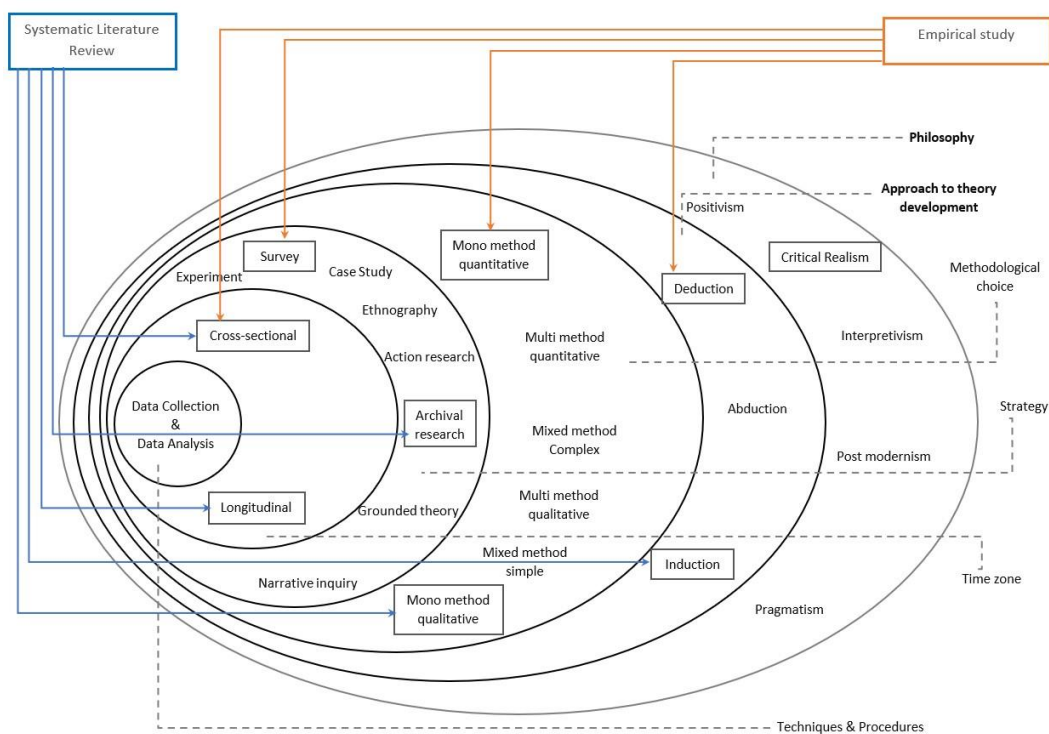 Systematic Literature
Review
Empirical study
Philosophy
Approach to theory
development
Positivism
Survey
Mono method
quantitative
Critical Realism
Experiment
Case Study
Deduction
Methodological
choice
Ethnography
Cross-sectional
Multi method
quantitative
Interpretivism
Action research
Data Collection
&
Data Analysis
Archival
research
Abduction
Strategy
Mixed method
Complex
Post modernism
Longitudinal
Grounded theory
Multi method
qualitative
Mixed method
simple
Induction
Time zone
Narrative inquiry
Mono method
qualitative
Pragmatism
Techniques & Procedures